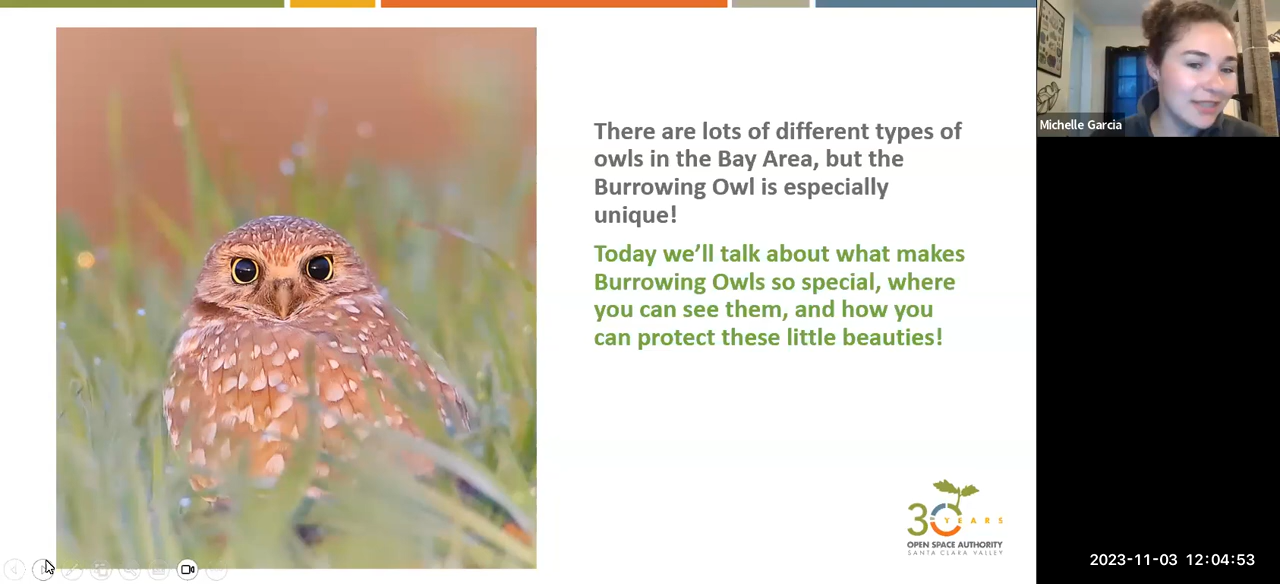 There are lots of different types of
owls in the Bay Area, but the
Burrowing Owl is especially
unique!
Today we’ll talk about what makes
Burrowing Owls so special, where
you can see them, and how you
can protect these little beauties!
30
YEARS
OPEN SPACE AUTHORITY
SANTA CLARA VALLEY
Michelle Garcia
2023-11-03 12:04:53